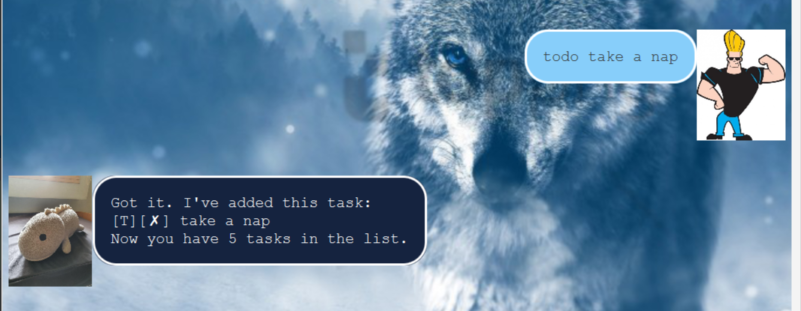 todo take a nap
Got it. I've added this task:
[T][✗] take a nap
Now you have 5 tasks in the list.